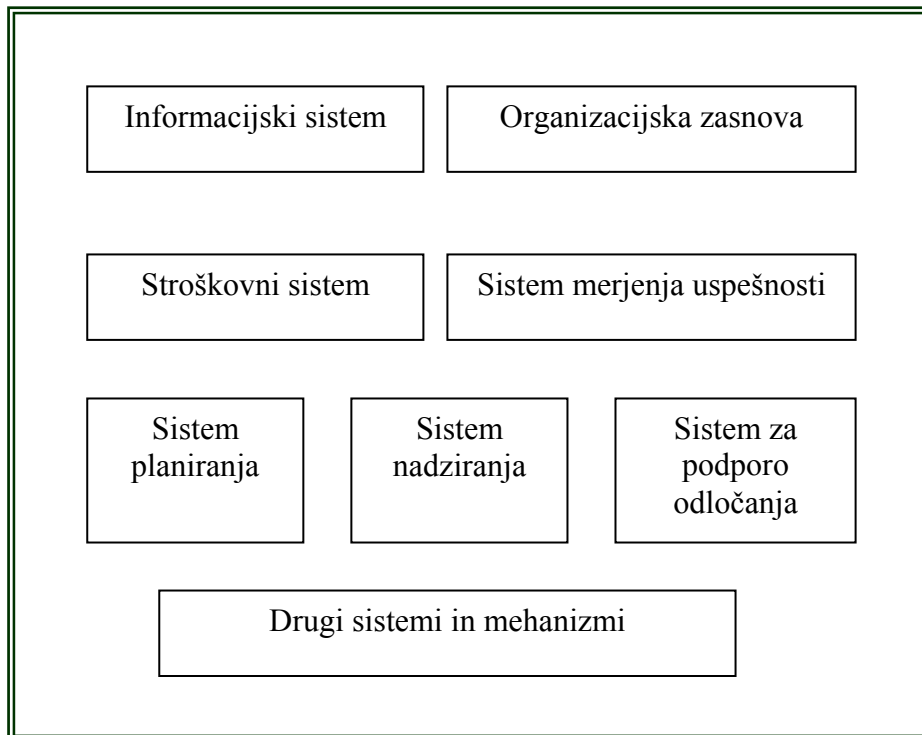 Informacijski sistem
Organizacijska zasnova
Stroškovni sistem
Sistem merjenja uspešnosti
Sistem
planiranja
Sistem
nadziranja
Sistem za
podporo
odločanja
Drugi sistemi in mehanizmi